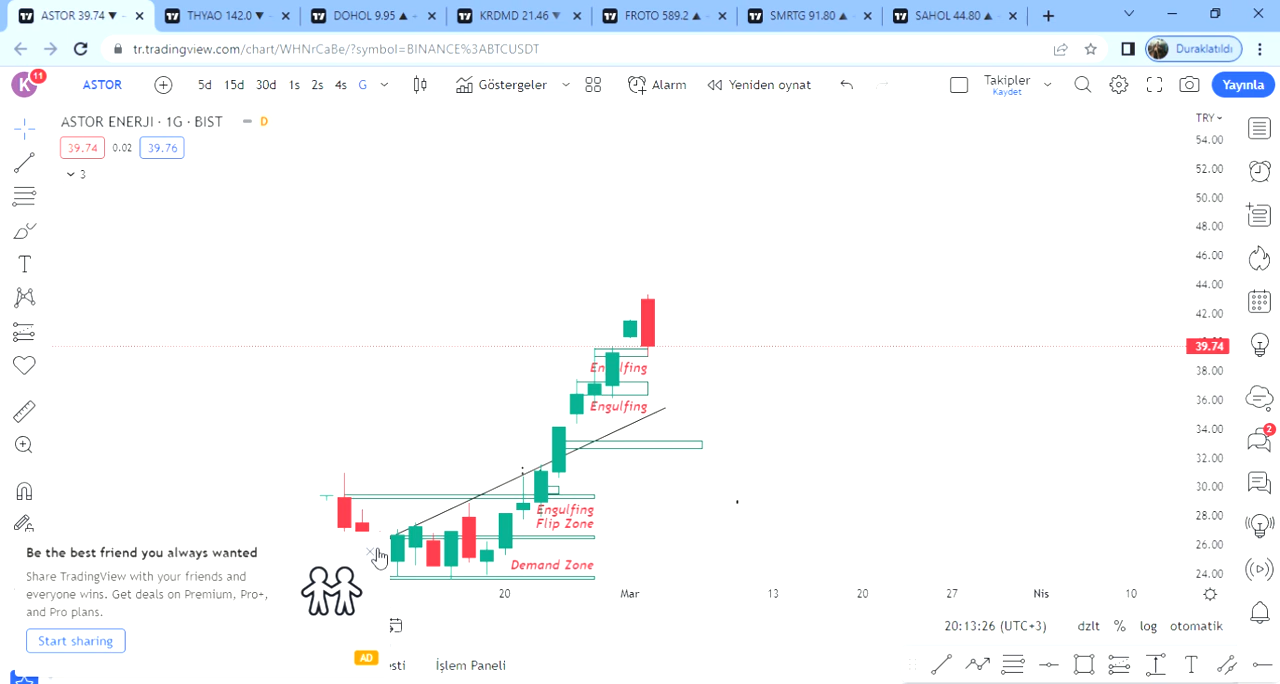 ASTOR 39.74 ▼
THYAO 142.0 ▼
DOHOL 9.95 ▲
KRDMD 21.46 ▼
FROTO 589.2 ▲
SMRTG 91.80 ▲
SAHOL 44.80 ▲
tr.tradingview.com/chart/WHNrCaBe/?symbol=BINANCE%3ABTCUSDT
Duraklatıldı
K 11
ASTOR
5d 15d 30d 1s 2s 4s G
Göstergeler
Alarm
Yeniden oynat
Takipler
Kaydet
Yayınla
ASTOR ENERJI · 1G · BIST
D
39.74 0.02 39.76
3
TRY
54.00
52.00
50.00
48.00
46.00
44.00
42.00
39.74
38.00
36.00
34.00
32.00
30.00
28.00
26.00
24.00
Engulfing
Engulfing
Engulfing
Flip Zone
Demand Zone
2
Be the best friend you always wanted
Share TradingView with your friends and
everyone wins. Get deals on Premium, Pro+,
and Pro plans.
Start sharing
AD
20 Mar 13 20 27 Nis 10
20:13:26 (UTC+3) dzlt % log otomatik
esti İşlem Paneli